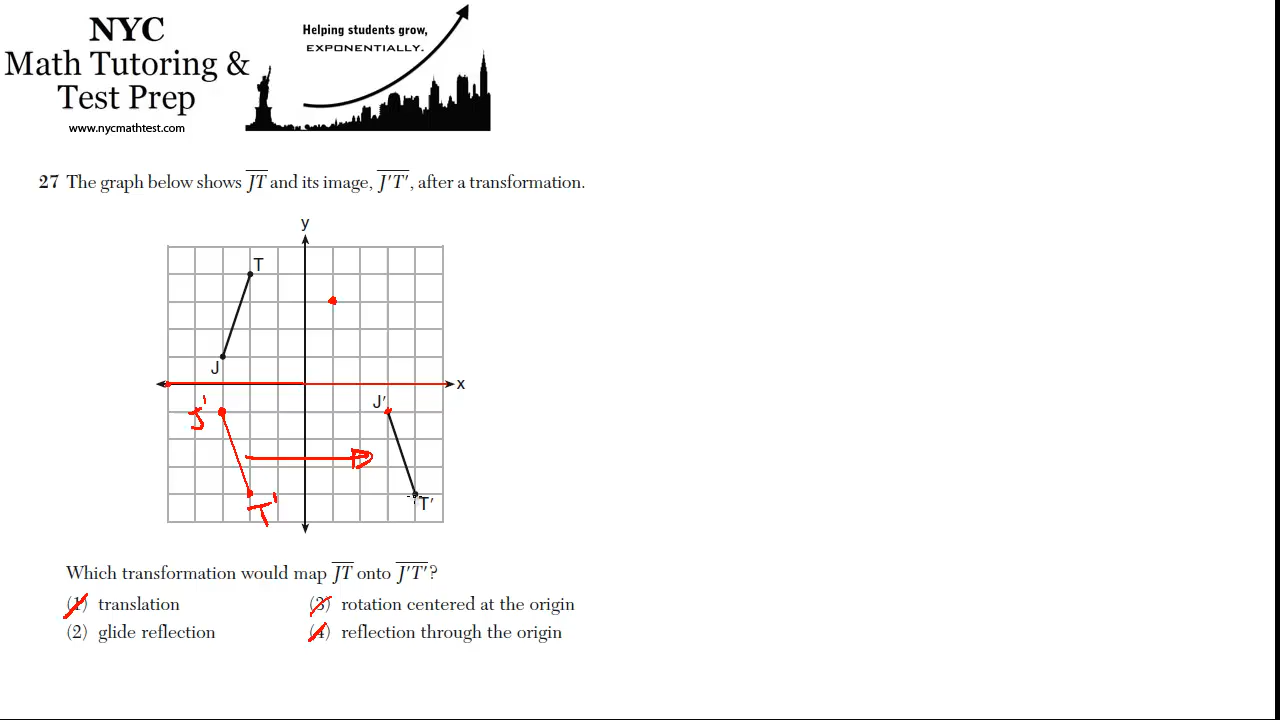 NYC
Math Tutoring &
Test Prep
www.nycmathtest.com
Helping students grow,
EXPONENTIALLY.
27 The graph below shows JT and its image, J′T′, after a transformation.
y
T
J
x
J′
J'
T′
T'
Which transformation would map JT onto J′T′?
(1) translation
(3) rotation centered at the origin
(2) glide reflection
(4) reflection through the origin